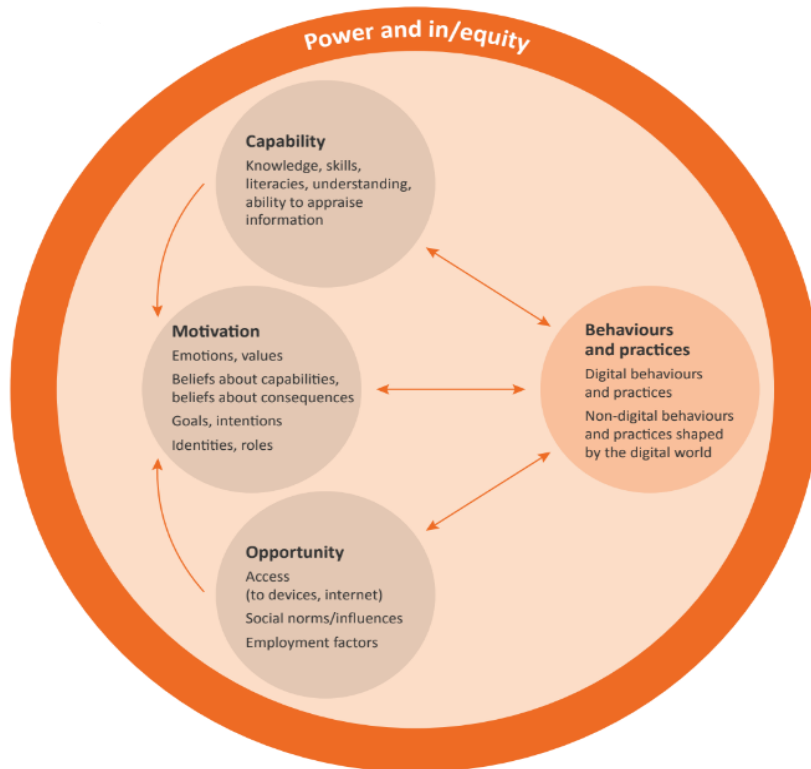 Power and in/equity
Capability
Knowledge, skills,
literacies, understanding,
ability to appraise
information
Motivation
Emotions, values
Beliefs about capabilities,
beliefs about consequences
Goals, intentions
Identities, roles
Behaviours
and practices
Digital behaviours
and practices
Non-digital behaviours
and practices shaped
by the digital world
Opportunity
Access
(to devices, internet)
Social norms/influences
Employment factors